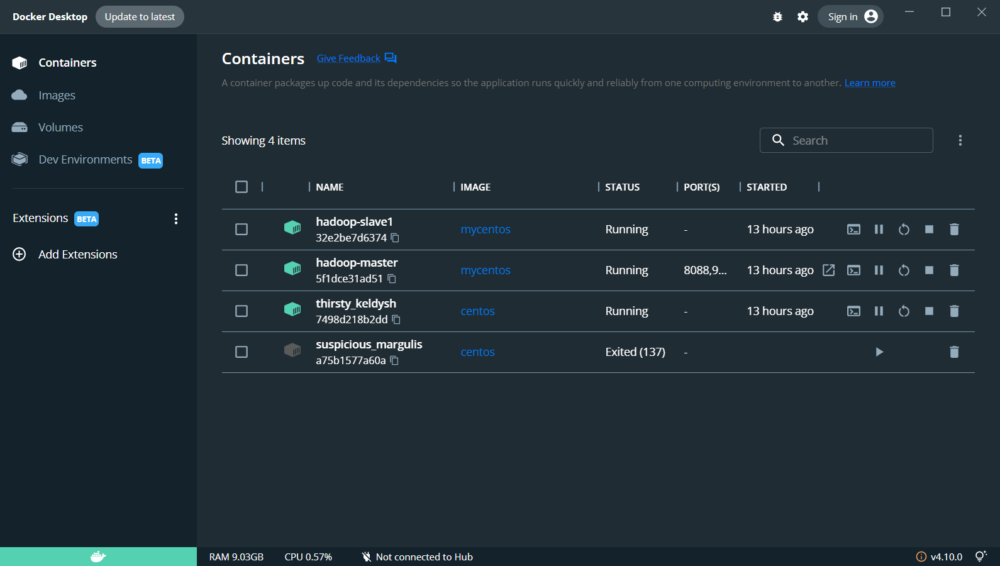 Docker Desktop Update to latest Sign in
Containers
Images
Volumes
Dev Environments BETA
Extensions BETA
Add Extensions
Containers Give Feedback
A container packages up code and its dependencies so the application runs quickly and reliably from one computing environment to another. Learn more
Showing 4 items Search
NAME IMAGE STATUS PORT(S) STARTED
hadoop-slave1
32e2be7d6374 mycentos Running - 13 hours ago
hadoop-master
5f1dce31ad51 mycentos Running 8088,9... 13 hours ago
thirsty_keldysh
7498d218b2dd centos Running - 13 hours ago
suspicious_margulis
a75b1577a60a centos Exited (137) -
RAM 9.03GB CPU 0.57% Not connected to Hub v4.10.0